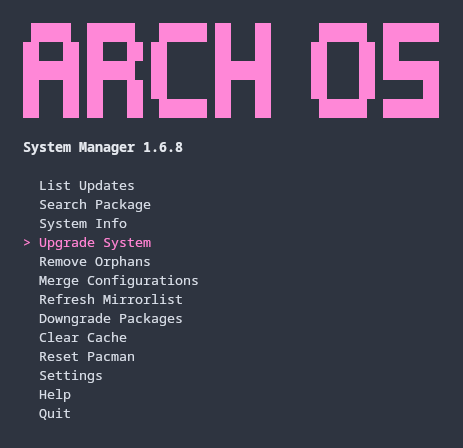 ARCH OS
System Manager 1.6.8
List Updates
Search Package
System Info
> Upgrade System
Remove Orphans
Merge Configurations
Refresh Mirrorlist
Downgrade Packages
Clear Cache
Reset Pacman
Settings
Help
Quit